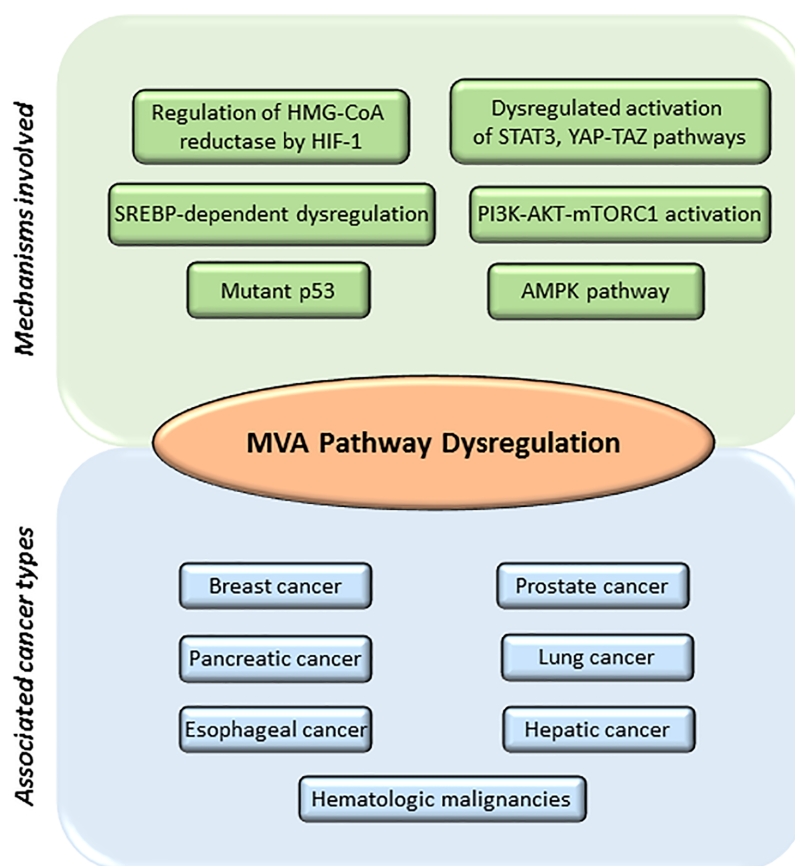 Mechanisms involved
Regulation of HMG-CoA
reductase by HIF-1
Dysregulated activation
of STAT3, YAP-TAZ pathways
SREBP-dependent dysregulation
PI3K-AKT-mTORC1 activation
Mutant p53
AMPK pathway
MVA Pathway Dysregulation
Associated cancer types
Breast cancer
Prostate cancer
Pancreatic cancer
Lung cancer
Esophageal cancer
Hepatic cancer
Hematologic malignancies